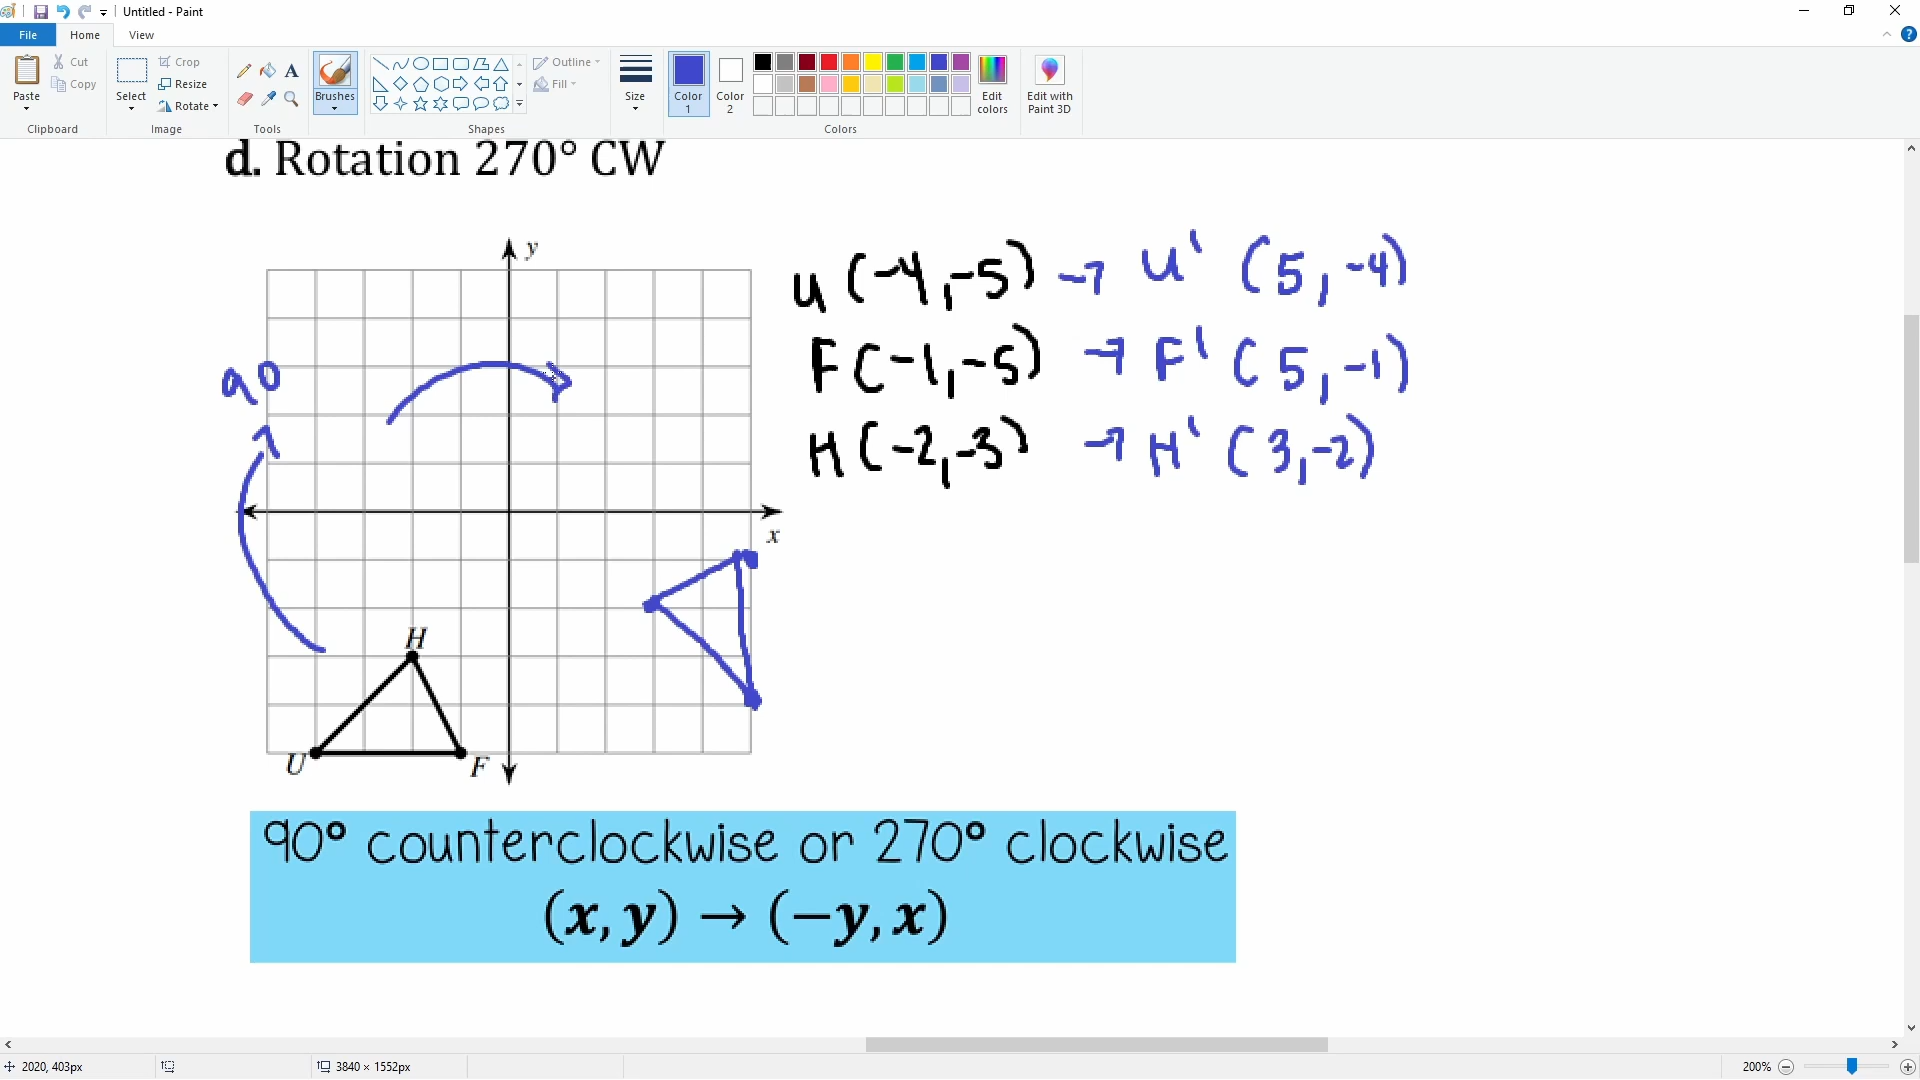 Untitled - Paint
File Home View
Paste
Cut
Copy
Clipboard
Select
Crop
Resize
Rotate
Image
A
Tools
Brushes
Shapes
Outline
Fill
Size
Color 1
Color 2
Colors
Edit colors
Edit with Paint 3D
d. Rotation 270° CW
y
x
90
H
U
F
U (-4,-5) → U' (5,-4)
F (-1,-5) → F' (5,-1)
H (-2,-3) → H' (3,-2)
90° counterclockwise or 270° clockwise
(x, y) → (−y, x)
2020, 403px
3840 × 1552px
200%